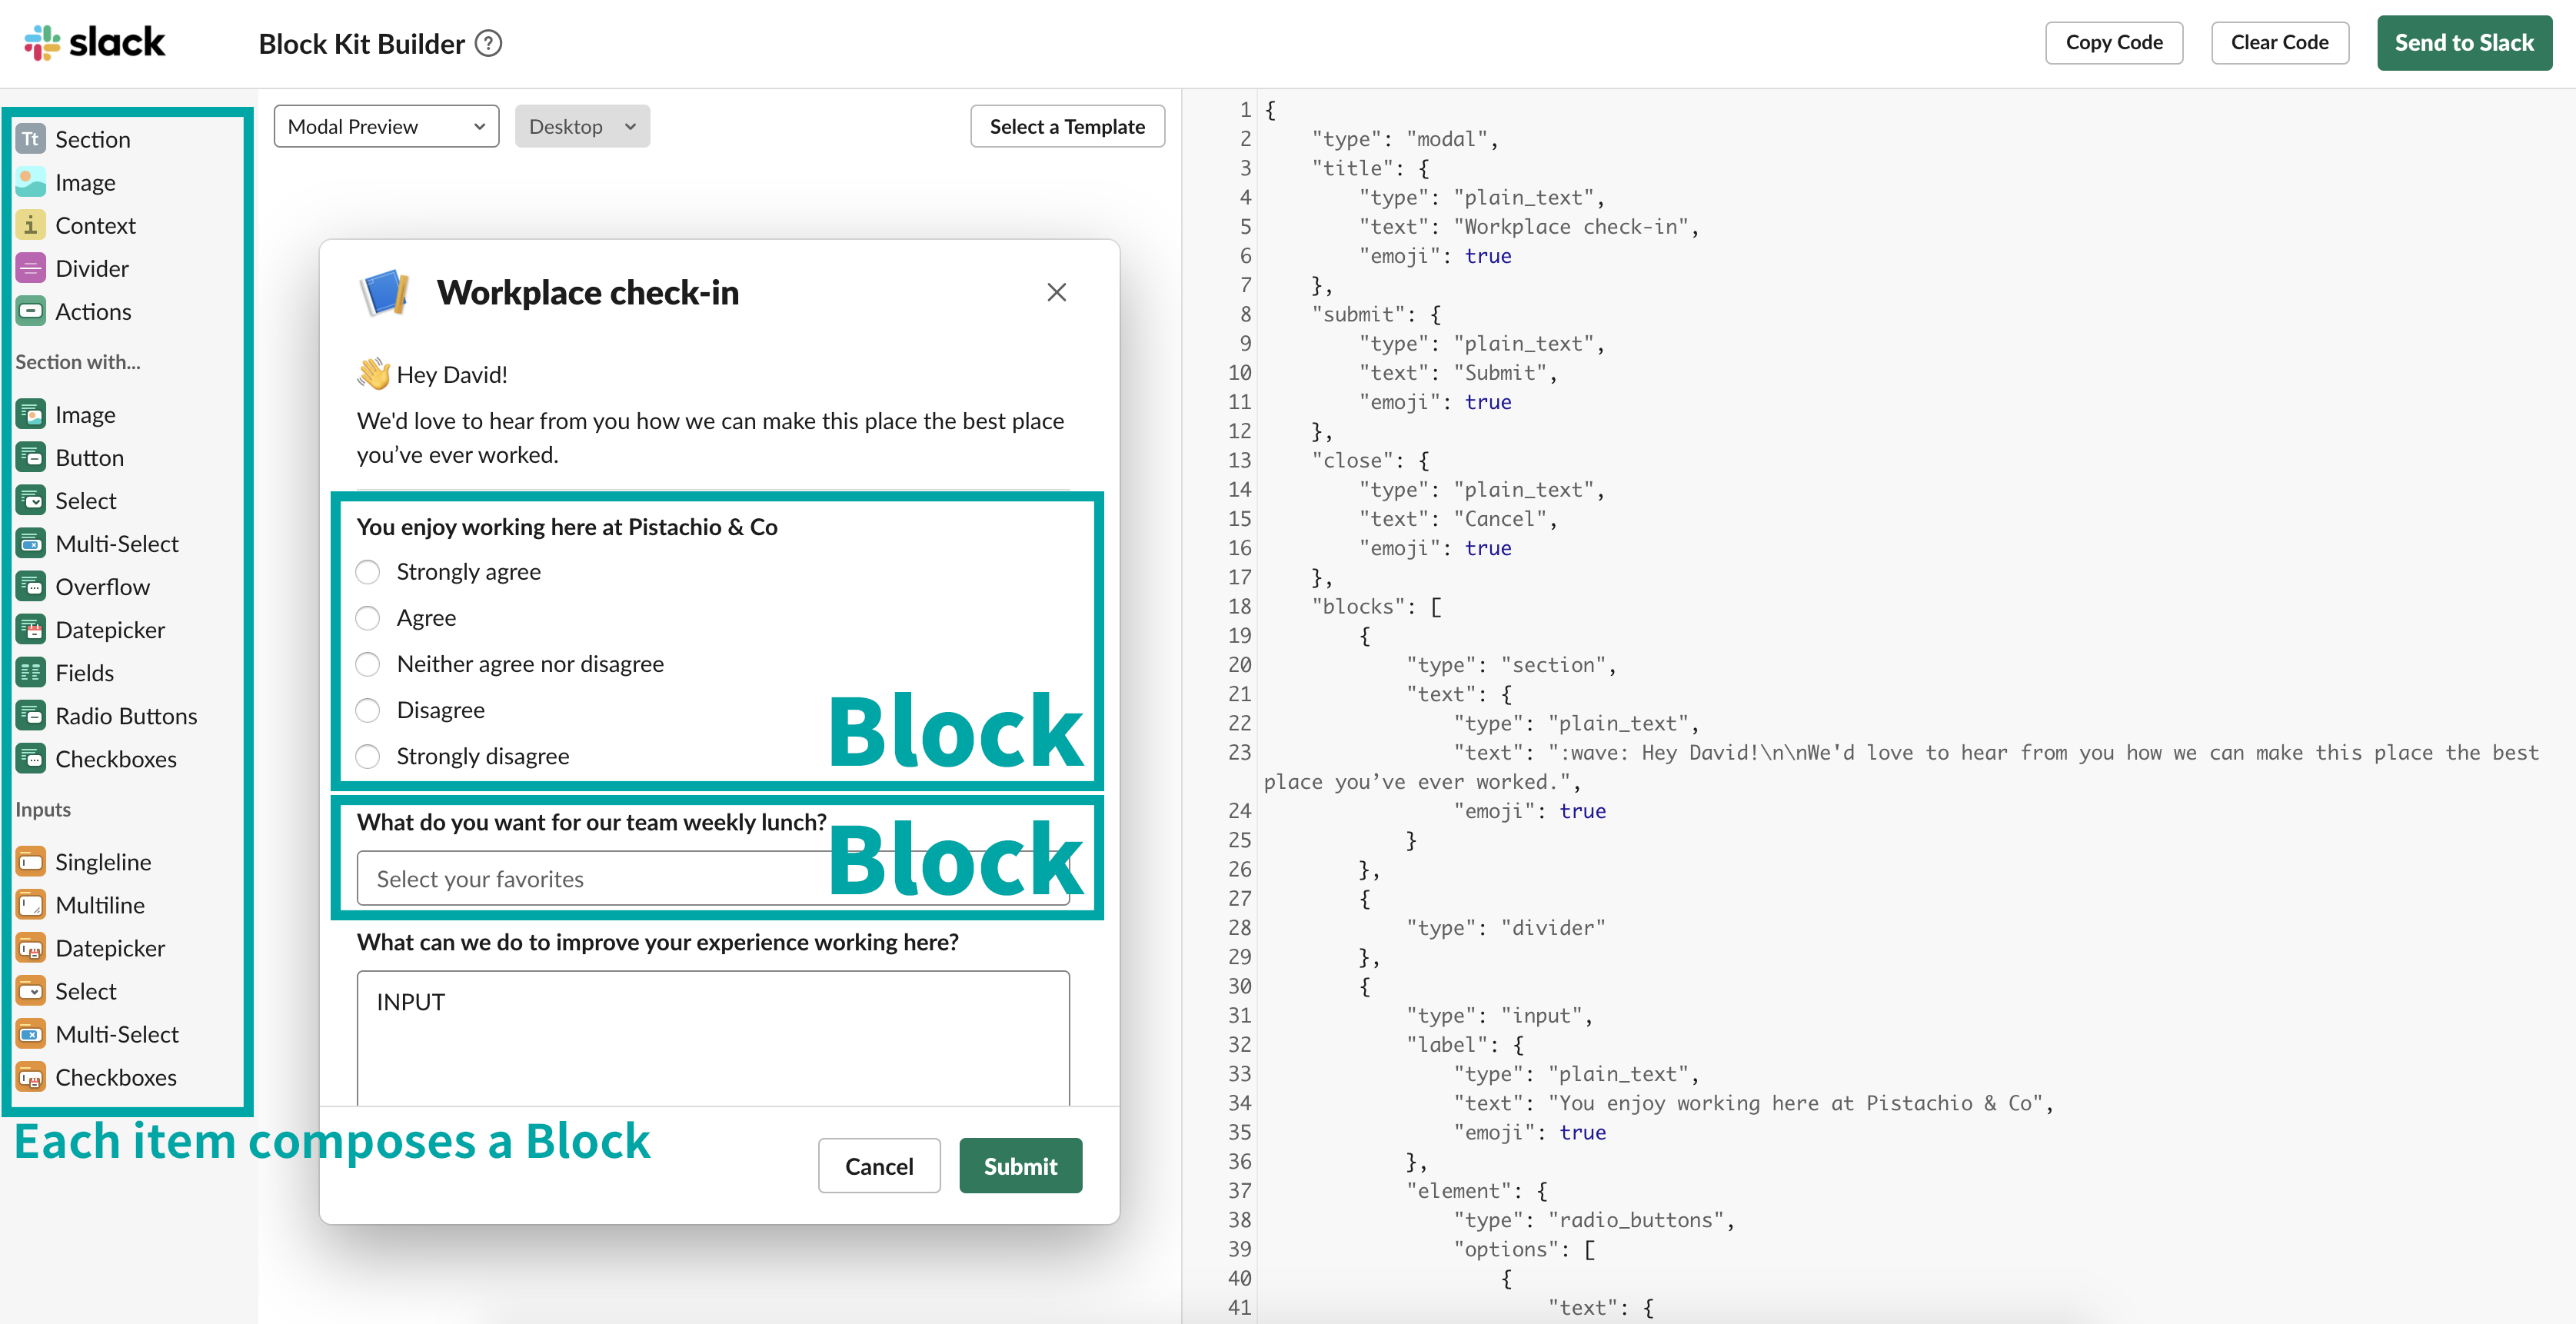 slack
Block Kit Builder ?
Copy Code
Clear Code
Send to Slack
Tt Section
Image
i Context
Divider
Actions
Section with...
Image
Button
Select
Multi-Select
Overflow
Datepicker
Fields
Radio Buttons
Checkboxes
Inputs
Singleline
Multiline
Datepicker
Select
Multi-Select
Checkboxes
Each item composes a Block
Modal Preview
Desktop
Select a Template
Workplace check-in
Hey David!
We'd love to hear from you how we can make this place the best place
you’ve ever worked.
You enjoy working here at Pistachio & Co
Strongly agree
Agree
Neither agree nor disagree
Disagree
Strongly disagree
Block
What do you want for our team weekly lunch?
Select your favorites
Block
What can we do to improve your experience working here?
INPUT
Cancel
Submit
1 {
2 "type": "modal",
3 "title": {
4 "type": "plain_text",
5 "text": "Workplace check-in",
6 "emoji": true
7 },
8 "submit": {
9 "type": "plain_text",
10 "text": "Submit",
11 "emoji": true
12 },
13 "close": {
14 "type": "plain_text",
15 "text": "Cancel",
16 "emoji": true
17 },
18 "blocks": [
19 {
20 "type": "section",
21 "text": {
22 "type": "plain_text",
23 "text": ":wave: Hey David!\n\nWe'd love to hear from you how we can make this place the best
place you’ve ever worked.",
24 "emoji": true
25 }
26 },
27 {
28 "type": "divider"
29 },
30 {
31 "type": "input",
32 "label": {
33 "type": "plain_text",
34 "text": "You enjoy working here at Pistachio & Co",
35 "emoji": true
36 },
37 "element": {
38 "type": "radio_buttons",
39 "options": [
40 {
41 "text": {